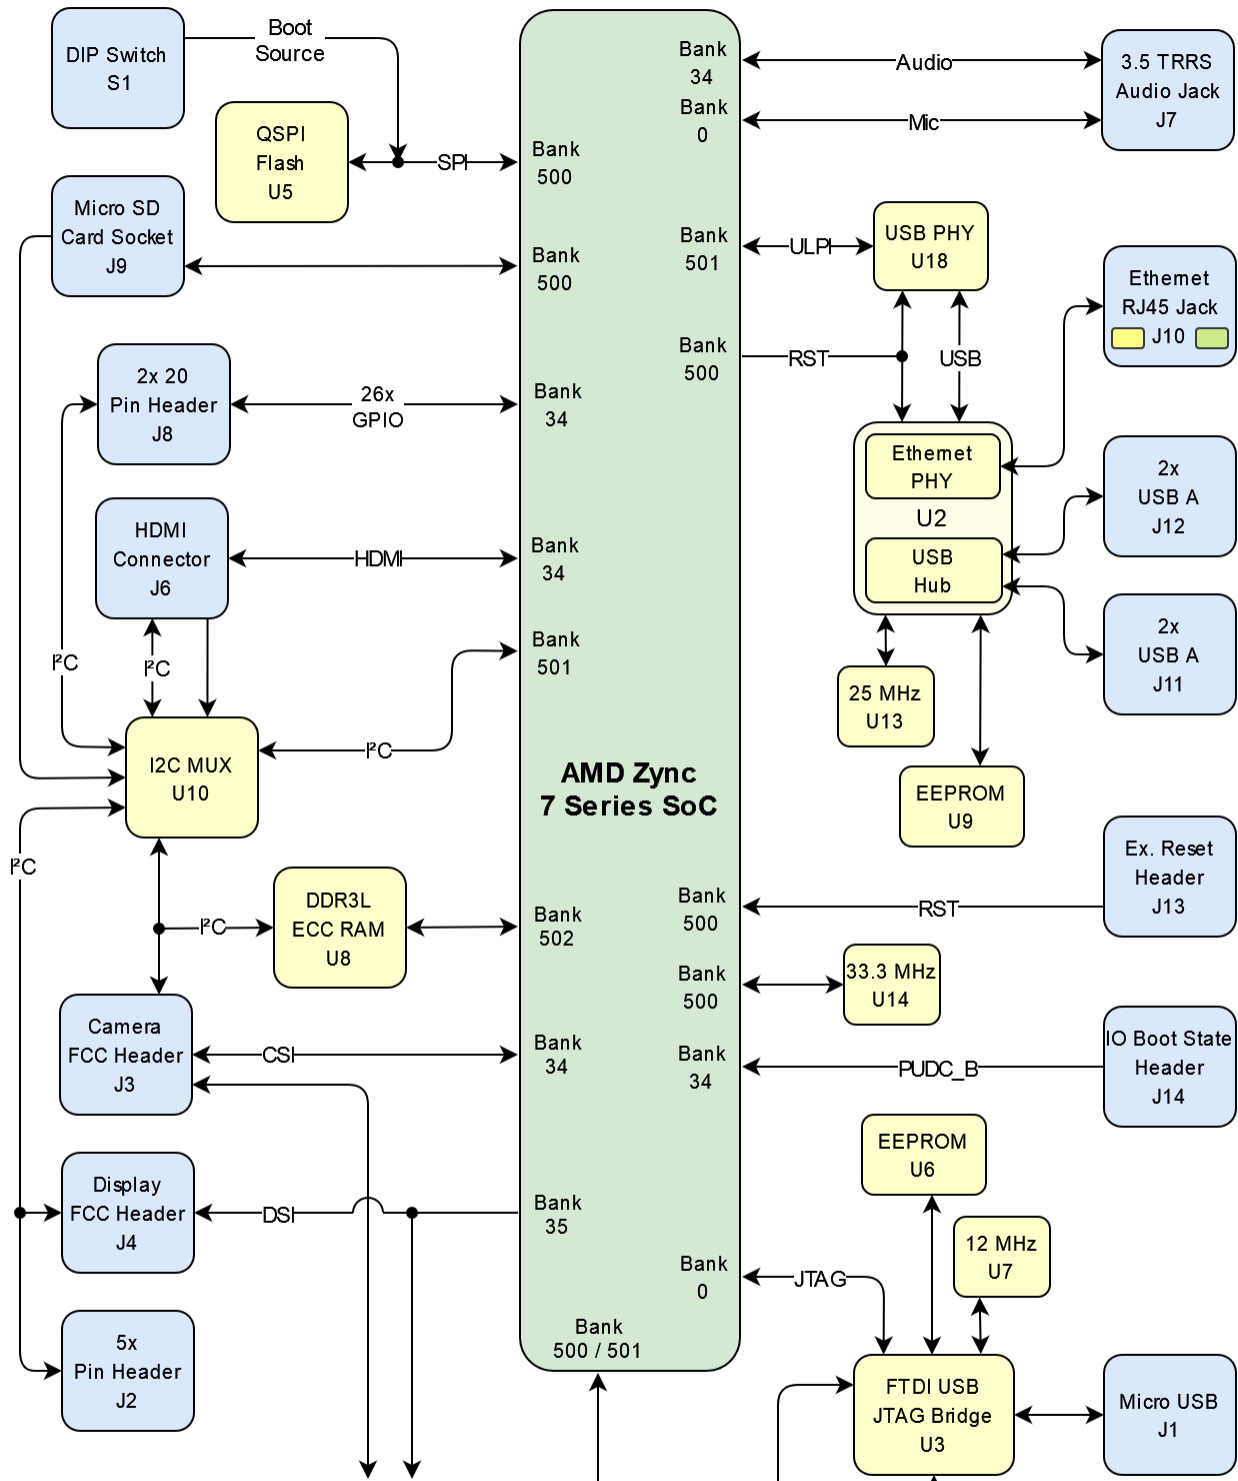 DIP Switch
S1
Boot
Source
QSPI
Flash
U5
SPI
Bank
500
Micro SD
Card Socket
J9
Bank
500
2x 20
Pin Header
J8
26x
GPIO
Bank
34
HDMI
Connector
J6
HDMI
Bank
34
I²C
I²C
Bank
501
I2C MUX
U10
I²C
AMD Zync
7 Series SoC
I²C
I²C
DDR3L
ECC RAM
U8
Bank
502
Camera
FCC Header
J3
CSI
Bank
34
Display
FCC Header
J4
DSI
Bank
35
5x
Pin Header
J2
Bank
500 / 501
Bank
34
Audio
3.5 TRRS
Audio Jack
J7
Bank
0
Mic
Bank
501
ULPI
USB PHY
U18
Bank
500
RST
USB
Ethernet
RJ45 Jack
J10
Ethernet
PHY
U2
USB
Hub
2x
USB A
J12
2x
USB A
J11
25 MHz
U13
EEPROM
U9
Bank
500
RST
Ex. Reset
Header
J13
Bank
500
33.3 MHz
U14
Bank
34
PUDC_B
IO Boot State
Header
J14
EEPROM
U6
12 MHz
U7
Bank
0
JTAG
FTDI USB
JTAG Bridge
U3
Micro USB
J1